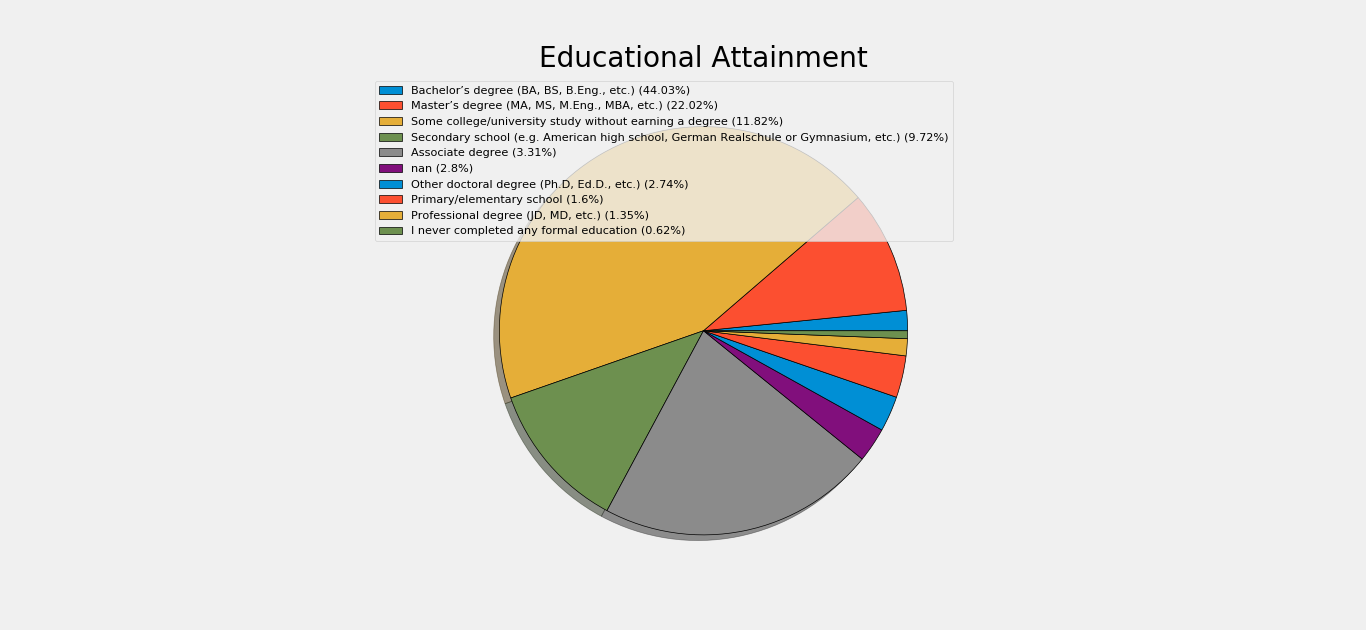 Educational Attainment
Bachelor’s degree (BA, BS, B.Eng., etc.) (44.03%)
Master’s degree (MA, MS, M.Eng., MBA, etc.) (22.02%)
Some college/university study without earning a degree (11.82%)
Secondary school (e.g. American high school, German Realschule or Gymnasium, etc.) (9.72%)
Associate degree (3.31%)
nan (2.8%)
Other doctoral degree (Ph.D, Ed.D., etc.) (2.74%)
Primary/elementary school (1.6%)
Professional degree (JD, MD, etc.) (1.35%)
I never completed any formal education (0.62%)